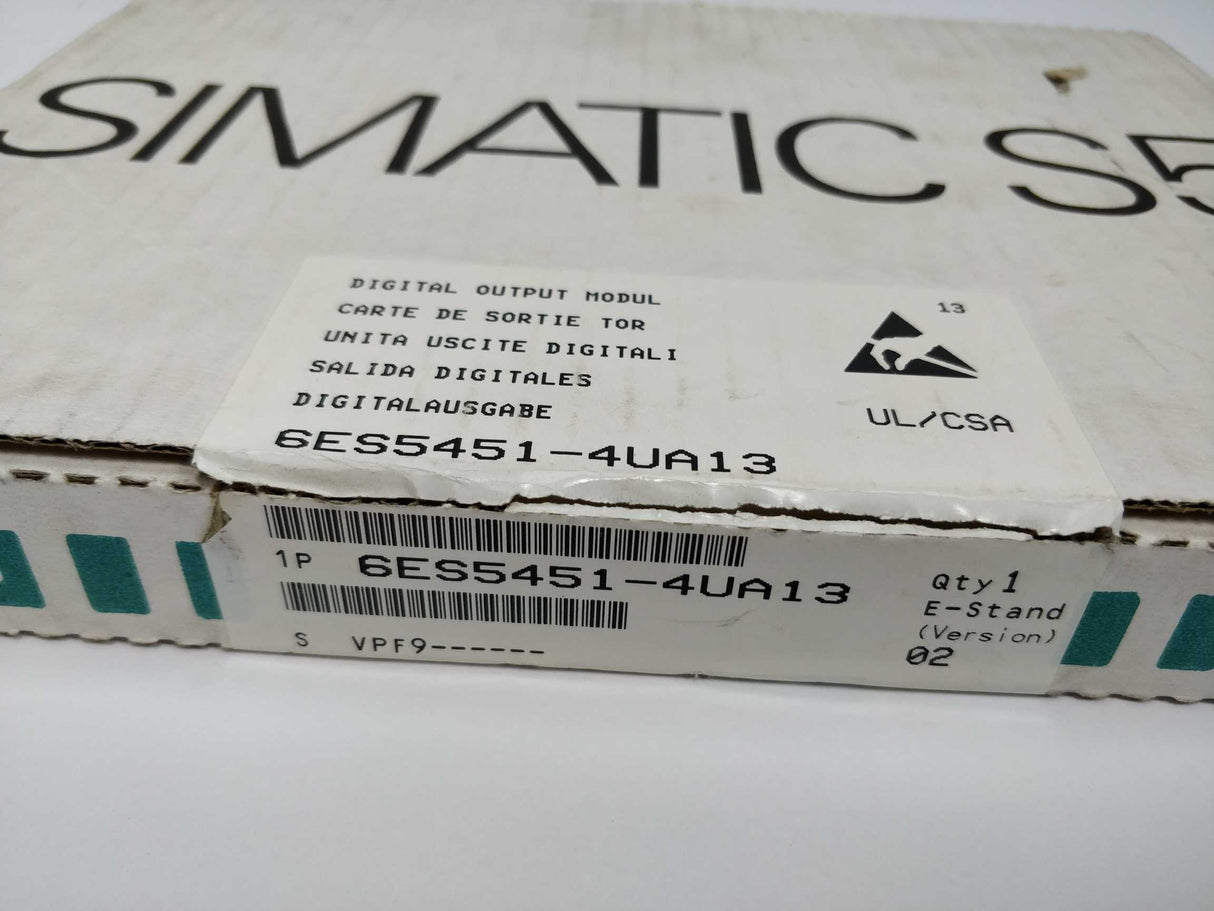 SIMATIC S5
DIGITAL OUTPUT MODUL
CARTE DE SORTIE TOR
UNITA USCITE DIGITALI
SALIDA DIGITALES
DIGITALAUSGABE
6ES5451-4UA13
13
UL/CSA
1P 6ES5451-4UA13
S VPF9------
Qty 1
E-Stand
(Version)
02